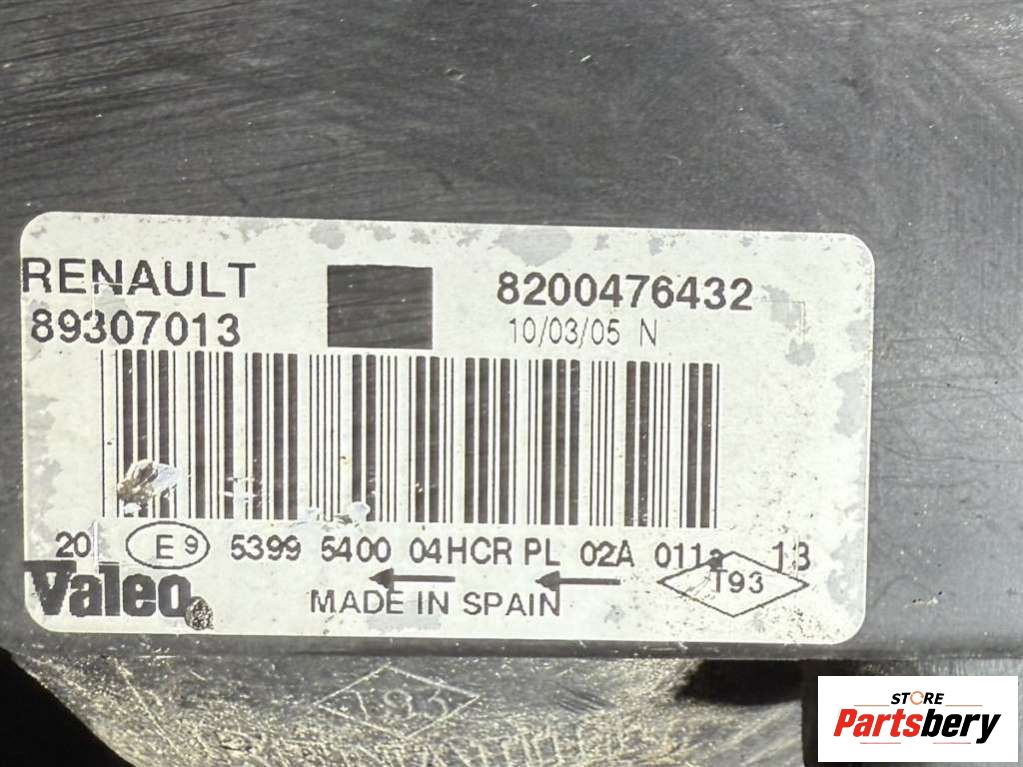 RENAULT
8200476432
89307013
10/03/05 N
20 E9 5399 5400 04HCR PL 02A 011a 13
Valeo
MADE IN SPAIN
T93
STORE
Partsbery